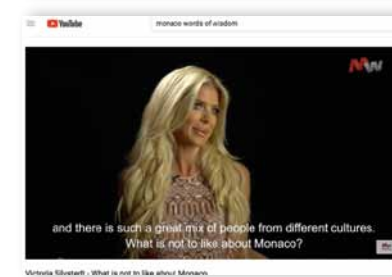 YouTube
monaco words of wisdom
MW
and there is such a great mix of people from different cultures.
What is not to like about Monaco?
Victoria Silvstedt - What is not to like about Monaco